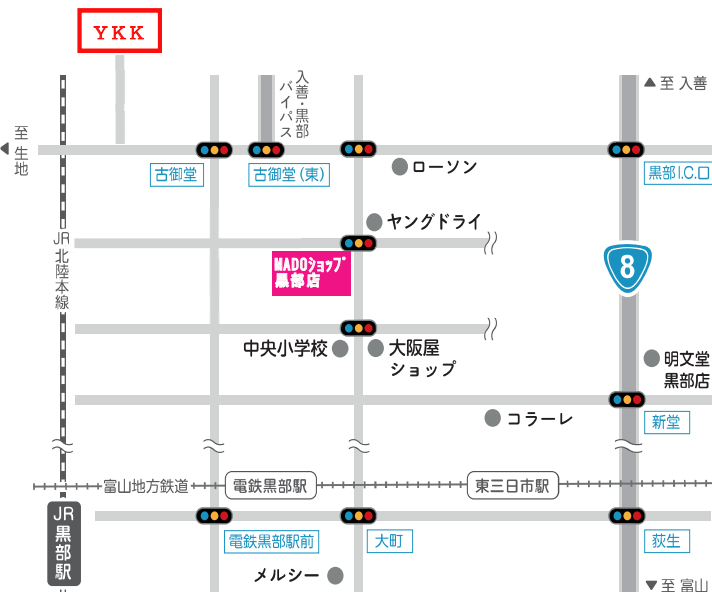 YKK
▲至 入善
入善・黒部
バイパス
至 生地
古御堂
古御堂(東)
ローソン
黒部I.C.口
ヤングドライ
JR北陸本線
MADOショップ
黒部店
8
中央小学校
大阪屋
ショップ
明文堂
黒部店
コラーレ
新堂
富山地方鉄道
電鉄黒部駅
東三日市駅
JR黒部駅
電鉄黒部駅前
大町
荻生
メルシー
▼至 富山